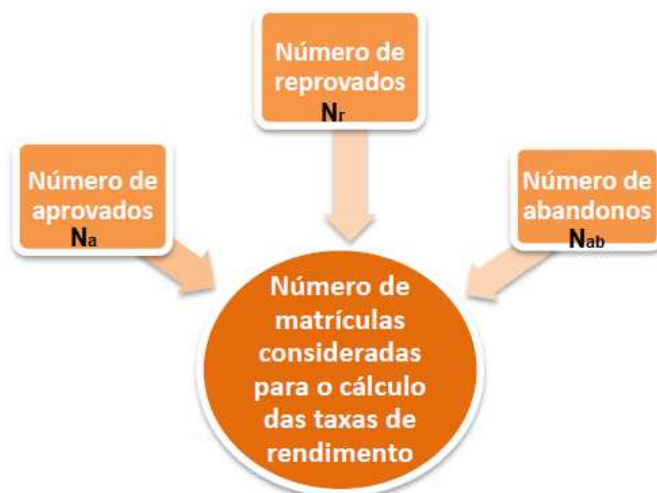 Número de
reprovados
Nr
Número de
aprovados
Na
Número de
abandonos
Nab
Número de
matrículas
consideradas
para o cálculo
das taxas de
rendimento